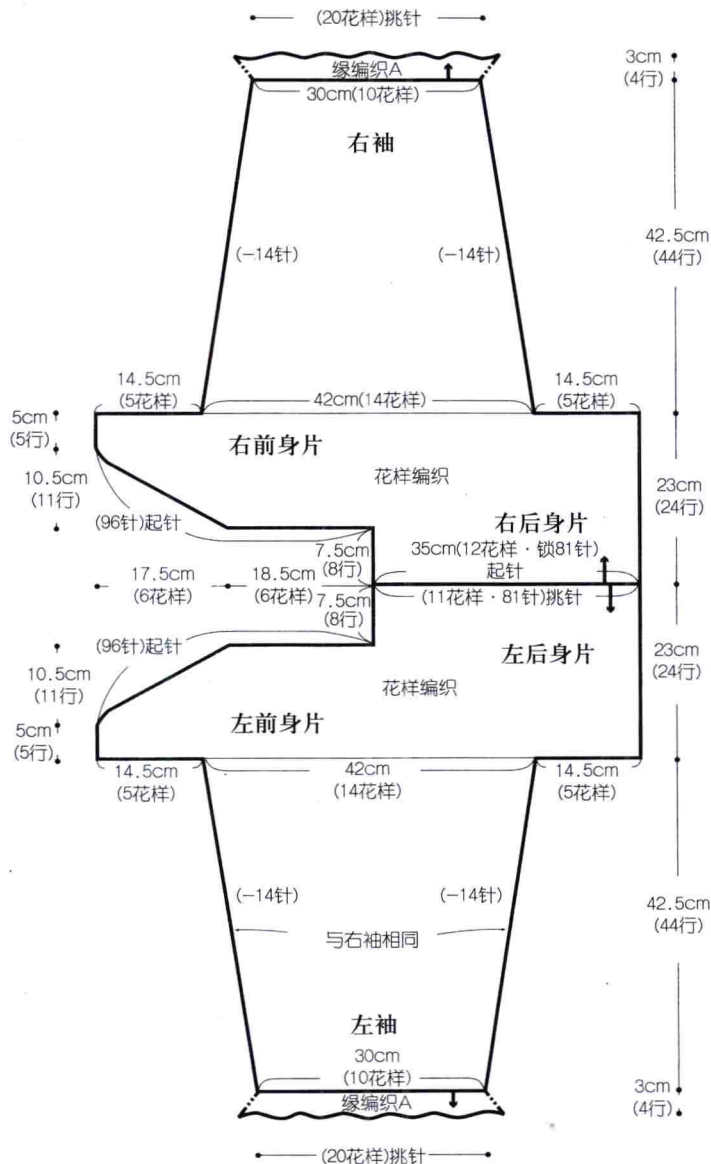 (20花样)挑针
缘编织A
3cm
(4行)
30cm(10花样)
右袖
(−14针)
(−14针)
42.5cm
(44行)
14.5cm
(5花样)
42cm(14花样)
14.5cm
(5花样)
5cm
(5行)
右前身片
花样编织
10.5cm
(11行)
23cm
(24行)
(96针)起针
右后身片
7.5cm
(8行)
35cm(12花样·锁81针)
起针
17.5cm
(6花样)
18.5cm
(6花样)
7.5cm
(8行)
(11花样·81针)挑针
(96针)起针
左后身片
23cm
(24行)
10.5cm
(11行)
花样编织
左前身片
5cm
(5行)
14.5cm
(5花样)
42cm
(14花样)
14.5cm
(5花样)
(−14针)
(−14针)
42.5cm
(44行)
与右袖相同
左袖
30cm
(10花样)
缘编织A
3cm
(4行)
(20花样)挑针